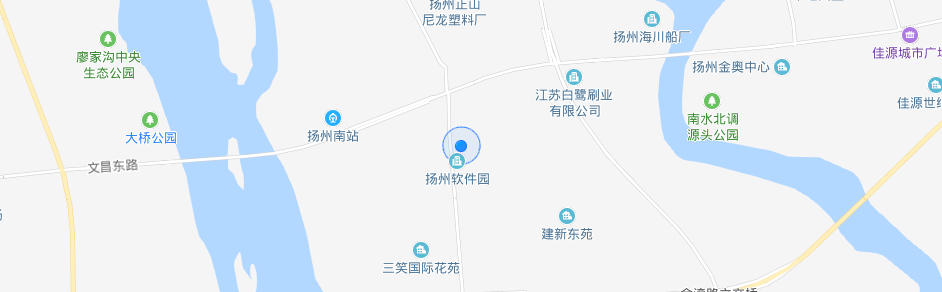 扬州正山
尼龙塑料厂
扬州海川船厂
廖家沟中央
生态公园
佳源城市广场
扬州金奥中心
江苏白鹭刷业
有限公司
佳源世纪
南水北调
源头公园
大桥公园
扬州南站
文昌东路
扬州软件园
建新东苑
三笑国际花苑